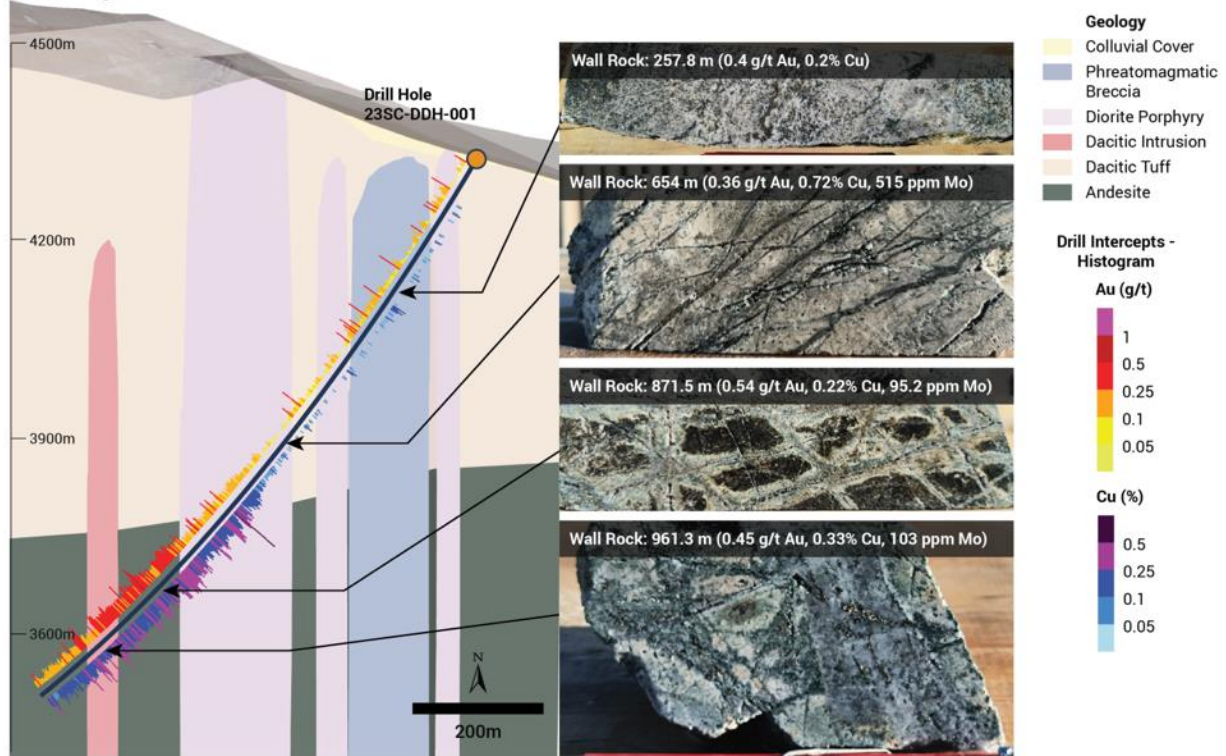 4500m
4200m
3900m
3600m
Drill Hole
23SC-DDH-001
N
200m
Wall Rock: 257.8 m (0.4 g/t Au, 0.2% Cu)
Wall Rock: 654 m (0.36 g/t Au, 0.72% Cu, 515 ppm Mo)
Wall Rock: 871.5 m (0.54 g/t Au, 0.22% Cu, 95.2 ppm Mo)
Wall Rock: 961.3 m (0.45 g/t Au, 0.33% Cu, 103 ppm Mo)
Geology
Colluvial Cover
Phreatomagmatic
Breccia
Diorite Porphyry
Dacitic Intrusion
Dacitic Tuff
Andesite
Drill Intercepts -
Histogram
Au (g/t)
1
0.5
0.25
0.1
0.05
Cu (%)
0.5
0.25
0.1
0.05